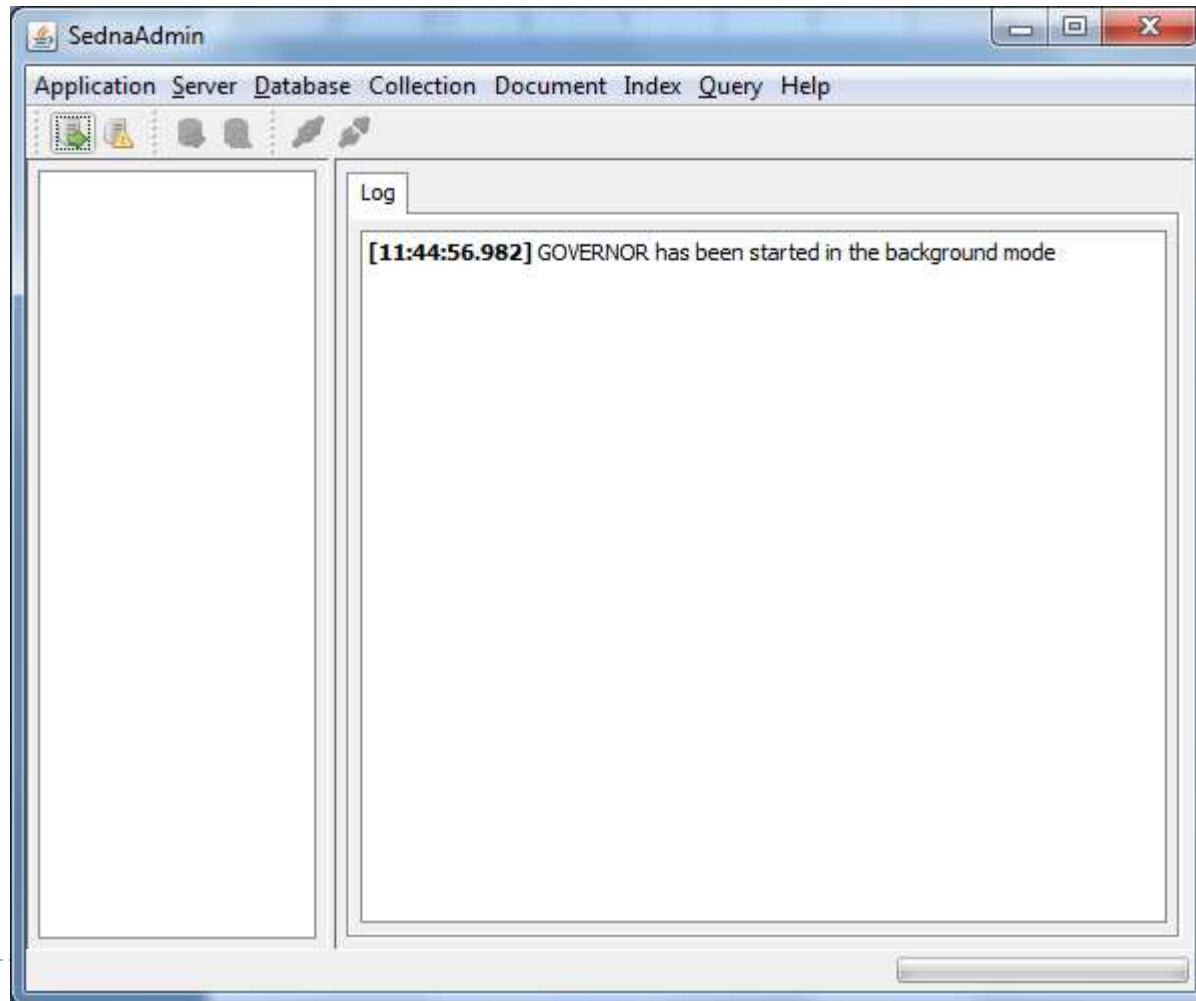 SednaAdmin
Application Server Database Collection Document Index Query Help
Log
[11:44:56.982] GOVERNOR has been started in the background mode